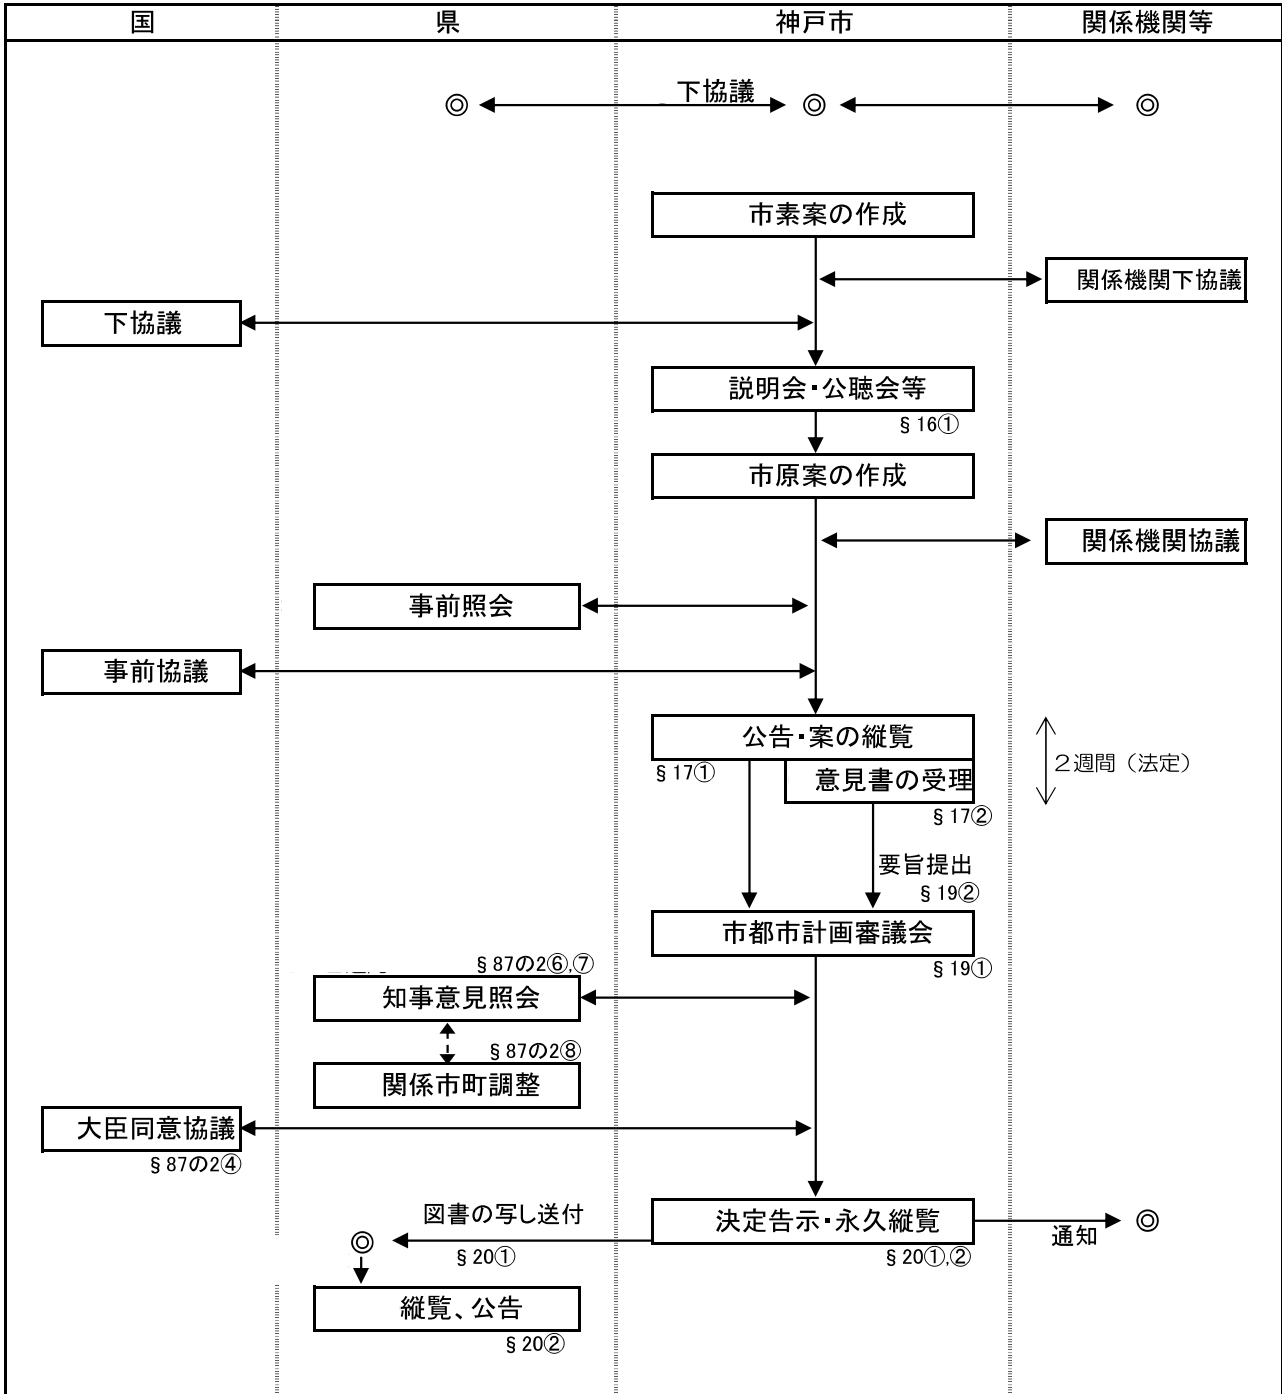 国
県
神戸市
関係機関等
下協議
◎
◎
◎
市素案の作成
関係機関下協議
下協議
説明会・公聴会等
§16①
市原案の作成
関係機関協議
事前照会
事前協議
公告・案の縦覧
§17①
意見書の受理
§17②
2週間（法定）
要旨提出
§19②
市都市計画審議会
§19①
§87の2⑥,⑦
知事意見照会
§87の2⑧
関係市町調整
大臣同意協議
§87の2④
図書の写し送付
§20①
◎
決定告示・永久縦覧
§20①,②
通知
◎
縦覧、公告
§20②